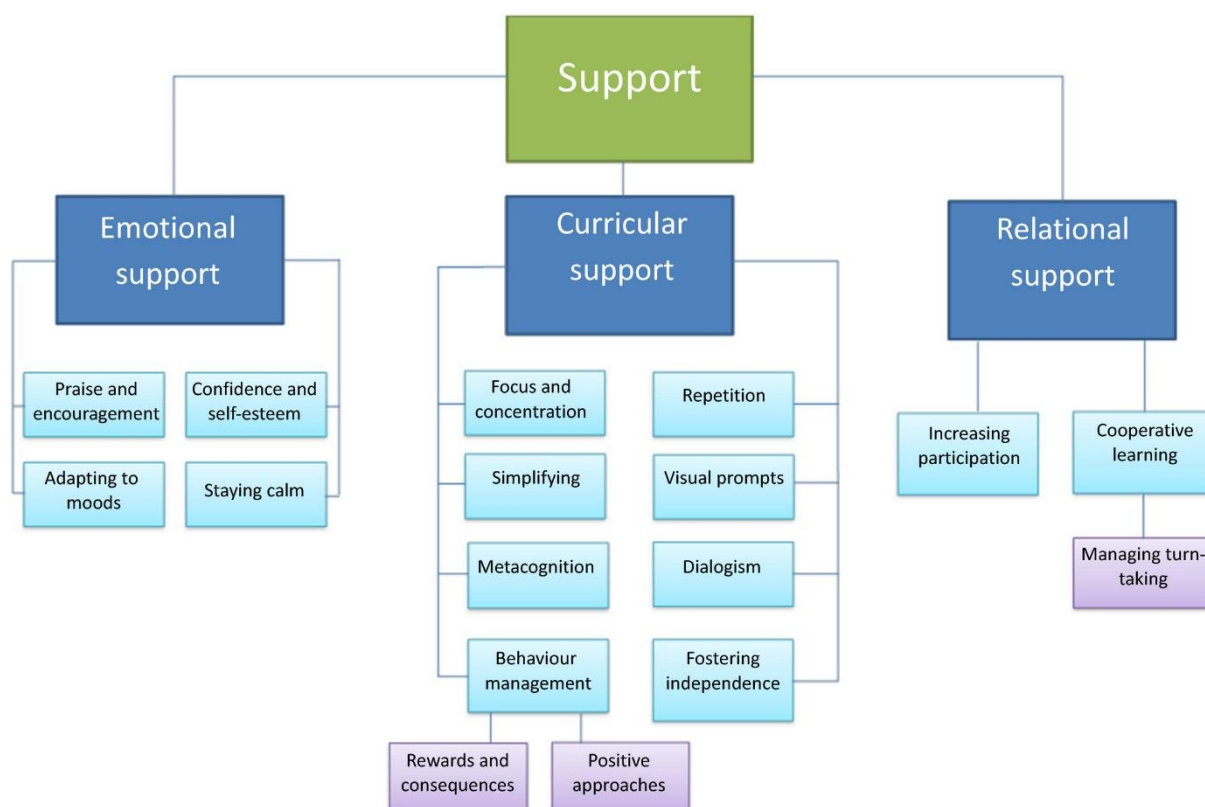 Support
Emotional
support
Praise and
encouragement
Confidence and
self-esteem
Adapting to
moods
Staying calm
Curricular
support
Focus and
concentration
Repetition
Simplifying
Visual prompts
Metacognition
Dialogism
Behaviour
management
Fostering
independence
Rewards and
consequences
Positive
approaches
Relational
support
Increasing
participation
Cooperative
learning
Managing turn-
taking